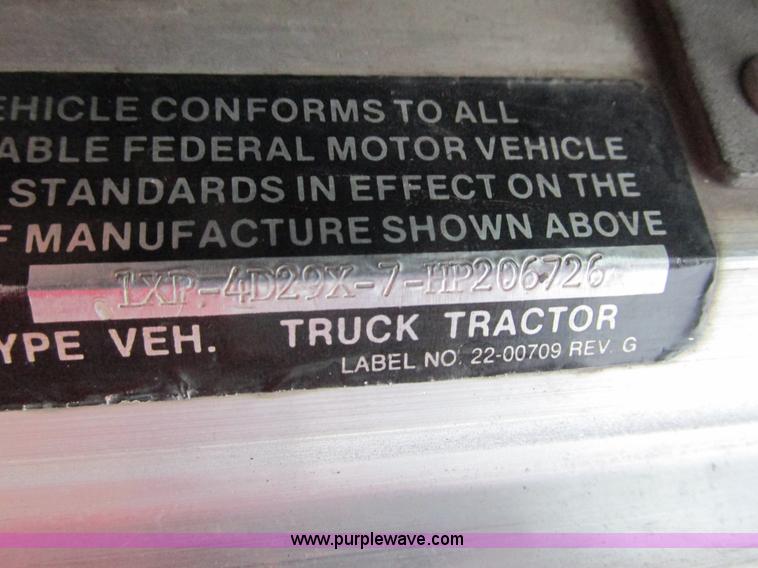 EHICLE CONFORMS TO ALL
ABLE FEDERAL MOTOR VEHICLE
STANDARDS IN EFFECT ON THE
F MANUFACTURE SHOWN ABOVE
1XP-4D29X-7-HP206726
YPE VEH. TRUCK TRACTOR
LABEL NO. 22-00709 REV. G
www.purplewave.com